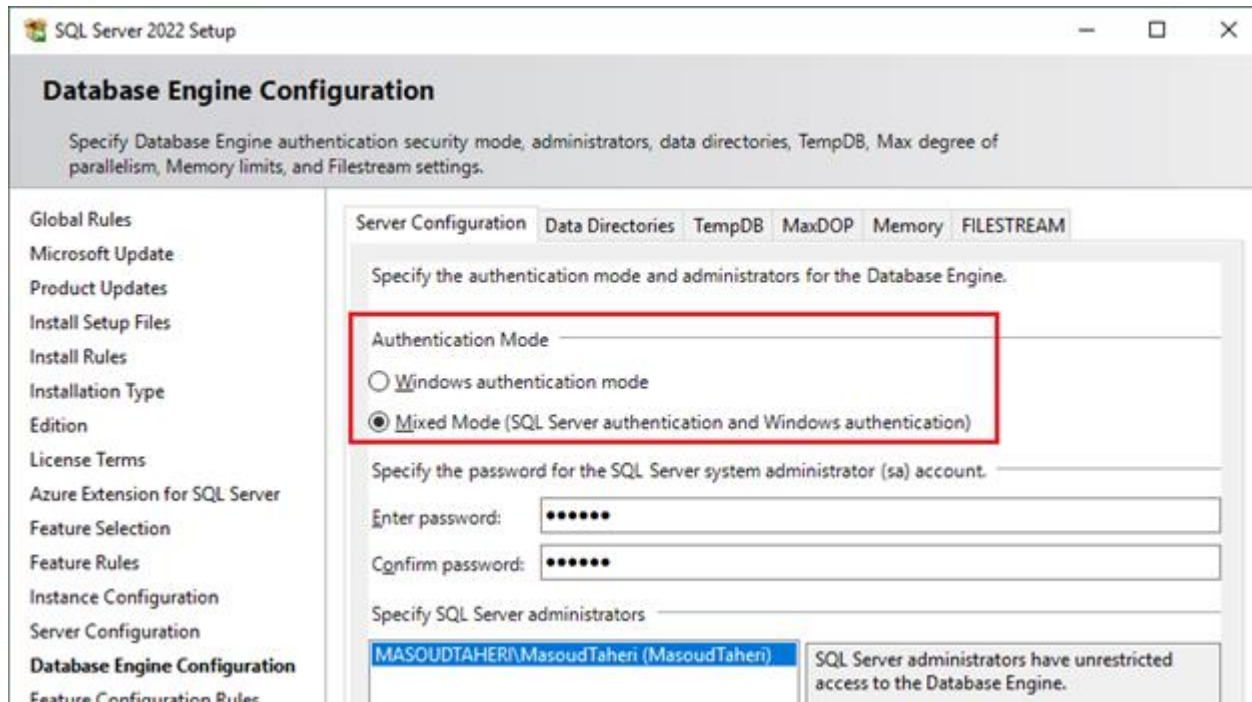 SQL Server 2022 Setup
Database Engine Configuration
Specify Database Engine authentication security mode, administrators, data directories, TempDB, Max degree of
parallelism, Memory limits, and Filestream settings.
Global Rules
Microsoft Update
Product Updates
Install Setup Files
Install Rules
Installation Type
Edition
License Terms
Azure Extension for SQL Server
Feature Selection
Feature Rules
Instance Configuration
Server Configuration
Database Engine Configuration
Feature Configuration Rules
Server Configuration Data Directories TempDB MaxDOP Memory FILESTREAM
Specify the authentication mode and administrators for the Database Engine.
Authentication Mode
Windows authentication mode
Mixed Mode (SQL Server authentication and Windows authentication)
Specify the password for the SQL Server system administrator (sa) account.
Enter password: ●●●●●●
Confirm password: ●●●●●●
Specify SQL Server administrators
MASOUDTAHERI\MasoudTaheri (MasoudTaheri)
SQL Server administrators have unrestricted
access to the Database Engine.